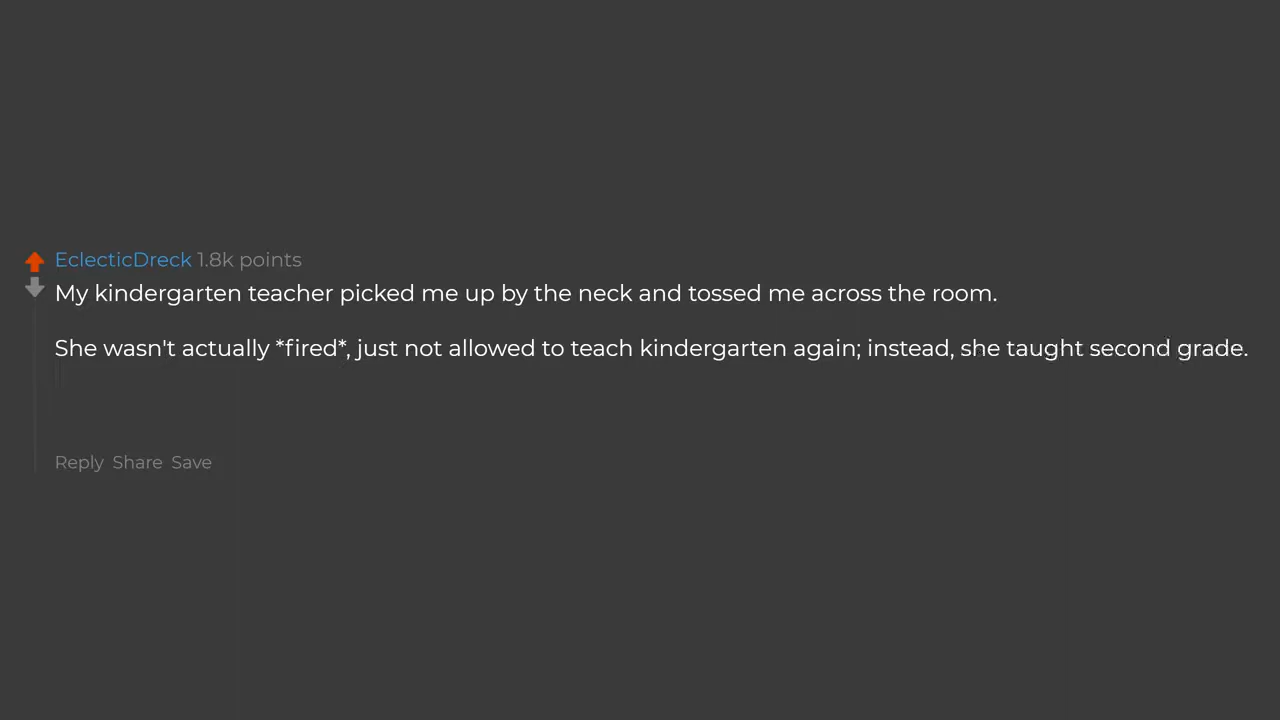 EclecticDreck 1.8k points
My kindergarten teacher picked me up by the neck and tossed me across the room.
She wasn't actually *fired*, just not allowed to teach kindergarten again; instead, she taught second grade.
Reply Share Save